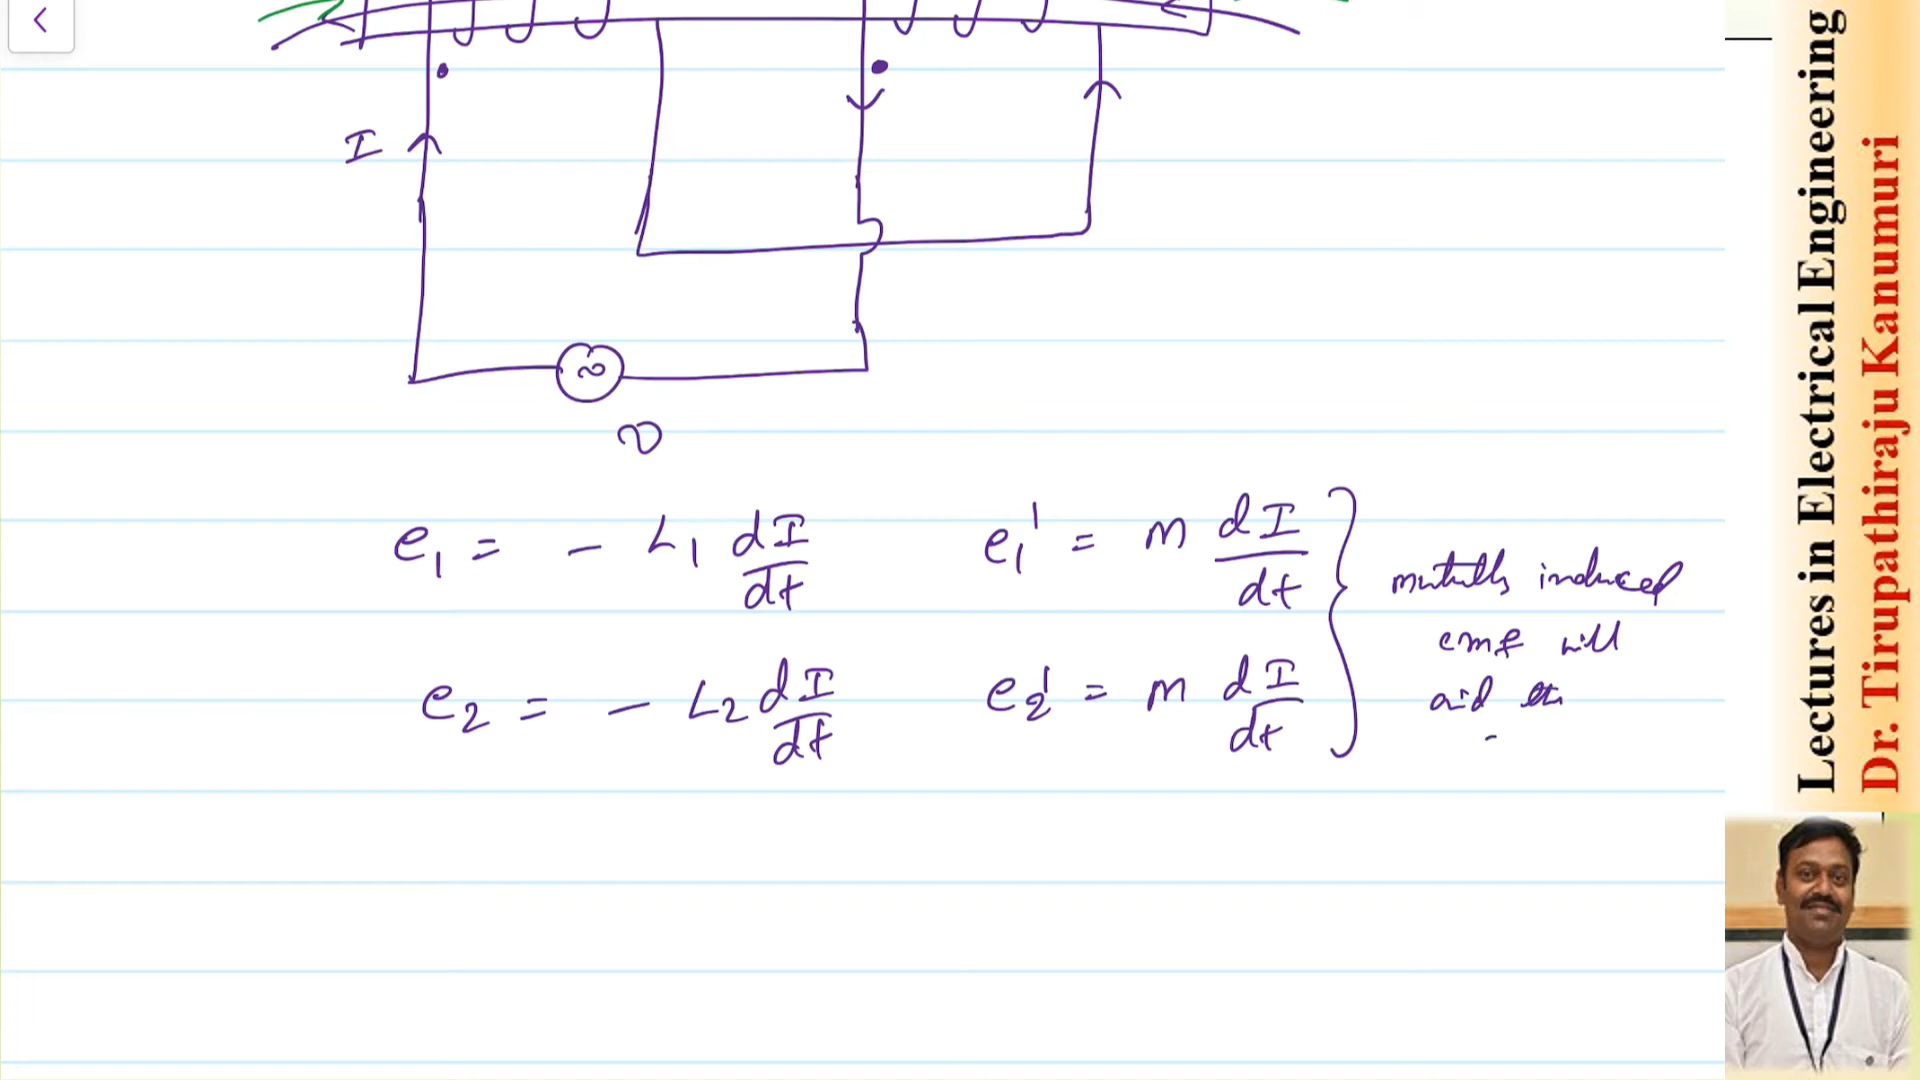 I
v
e₁ = - L₁ dI/dt e₁' = m dI/dt
e₂ = - L₂ dI/dt e₂' = m dI/dt
induced
emf will
aid the
Lectures in Electrical Engineering
Dr. Tirupathiraju Kanumuri